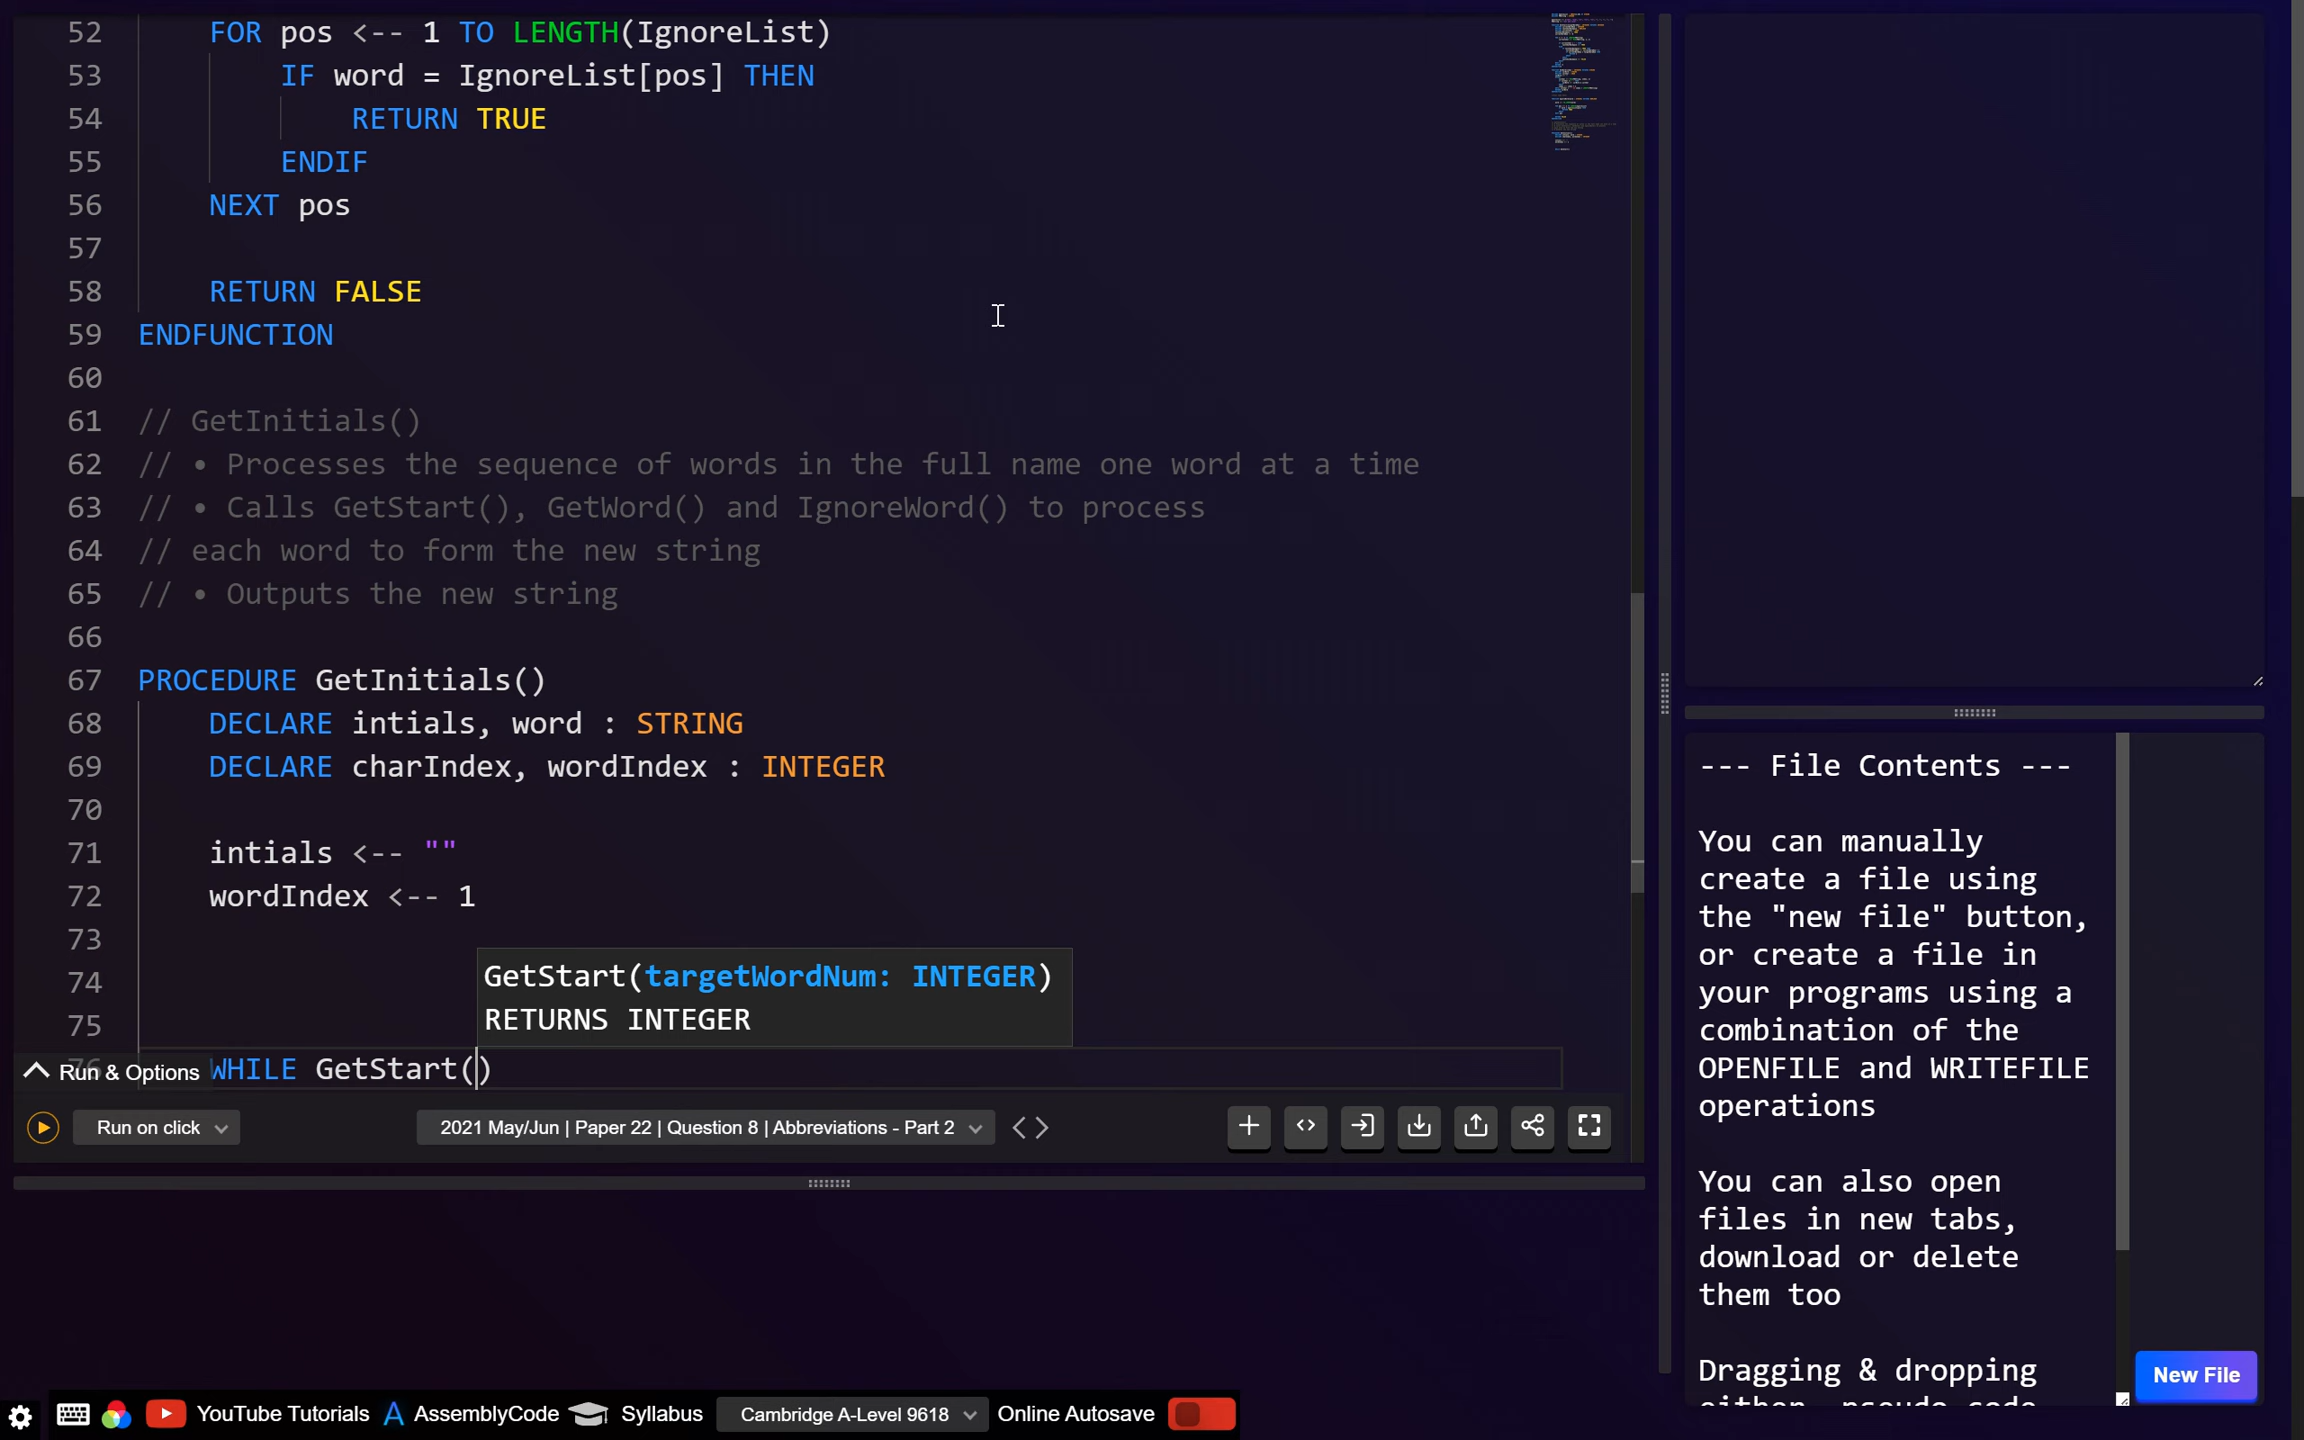 52 FOR pos <-- 1 TO LENGTH(IgnoreList)
53 IF word = IgnoreList[pos] THEN
54 RETURN TRUE
55 ENDIF
56 NEXT pos
57
58 RETURN FALSE
59 ENDFUNCTION
60
61 // GetInitials()
62 // • Processes the sequence of words in the full name one word at a time
63 // • Calls GetStart(), GetWord() and IgnoreWord() to process
64 // each word to form the new string
65 // • Outputs the new string
66
67 PROCEDURE GetInitials()
68 DECLARE intials, word : STRING
69 DECLARE charIndex, wordIndex : INTEGER
70
71 intials <-- ""
72 wordIndex <-- 1
73
74 GetStart(targetWordNum: INTEGER)
75 RETURNS INTEGER
76 WHILE GetStart()
Run & Options
Run on click
2021 May/Jun | Paper 22 | Question 8 | Abbreviations - Part 2
--- File Contents ---
You can manually
create a file using
the "new file" button,
or create a file in
your programs using a
combination of the
OPENFILE and WRITEFILE
operations
You can also open
files in new tabs,
download or delete
them too
Dragging & dropping
New File
YouTube Tutorials AssemblyCode Syllabus Cambridge A-Level 9618 Online Autosave